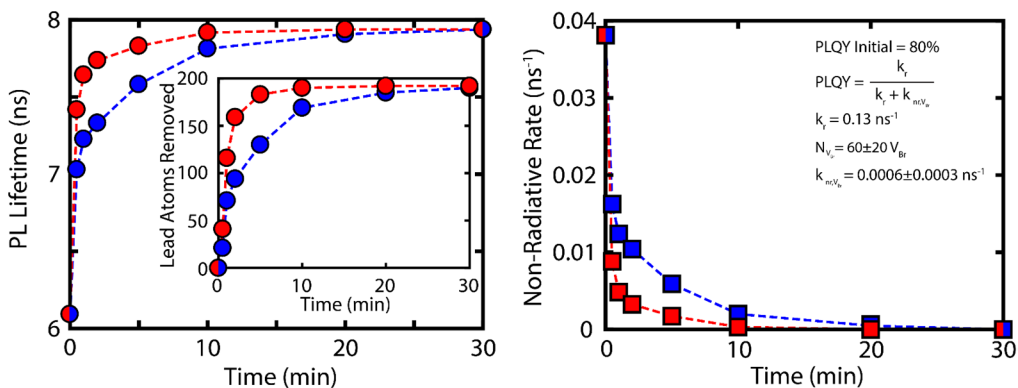 8
7
6
PL Lifetime (ns)
0
10
20
30
Time (min)
200
150
100
50
0
Lead Atoms Removed
0
10
20
30
Time (min)
0.04
0.03
0.02
0.01
0
Non-Radiative Rate (ns⁻¹)
PLQY Initial = 80%
PLQY = k_r / (k_r + k_nr,V_Br)
k_r = 0.13 ns⁻¹
N_V_Br = 60±20 V_Br
k_nr,V_Br = 0.0006±0.0003 ns⁻¹
0
10
20
30
Time (min)